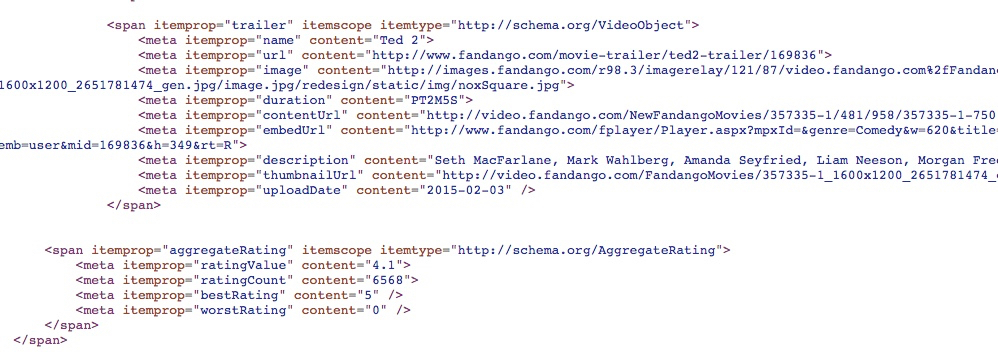 <span itemprop="trailer" itemscope itemtype="http://schema.org/VideoObject">
<meta itemprop="name" content="Ted 2">
<meta itemprop="url" content="http://www.fandango.com/movie-trailer/ted2-trailer/169836">
<meta itemprop="image" content="http://images.fandango.com/r98.3/imagerelay/121/87/video.fandango.com%2fFandan
1600x1200_2651781474_gen.jpg/image.jpg/redesign/static/img/noxSquare.jpg">
<meta itemprop="duration" content="PT2M5S">
<meta itemprop="contentUrl" content="http://video.fandango.com/NewFandangoMovies/357335-1/481/958/357335-1-750
<meta itemprop="embedUrl" content="http://www.fandango.com/fplayer/Player.aspx?mpxId=&genre=Comedy&w=620&title=
emb=user&mid=169836&h=349&rt=R">
<meta itemprop="description" content="Seth MacFarlane, Mark Wahlberg, Amanda Seyfried, Liam Neeson, Morgan Free
<meta itemprop="thumbnailUrl" content="http://video.fandango.com/FandangoMovies/357335-1_1600x1200_2651781474_
<meta itemprop="uploadDate" content="2015-02-03" />
</span>
<span itemprop="aggregateRating" itemscope itemtype="http://schema.org/AggregateRating">
<meta itemprop="ratingValue" content="4.1">
<meta itemprop="ratingCount" content="6568">
<meta itemprop="bestRating" content="5" />
<meta itemprop="worstRating" content="0" />
</span>
</span>